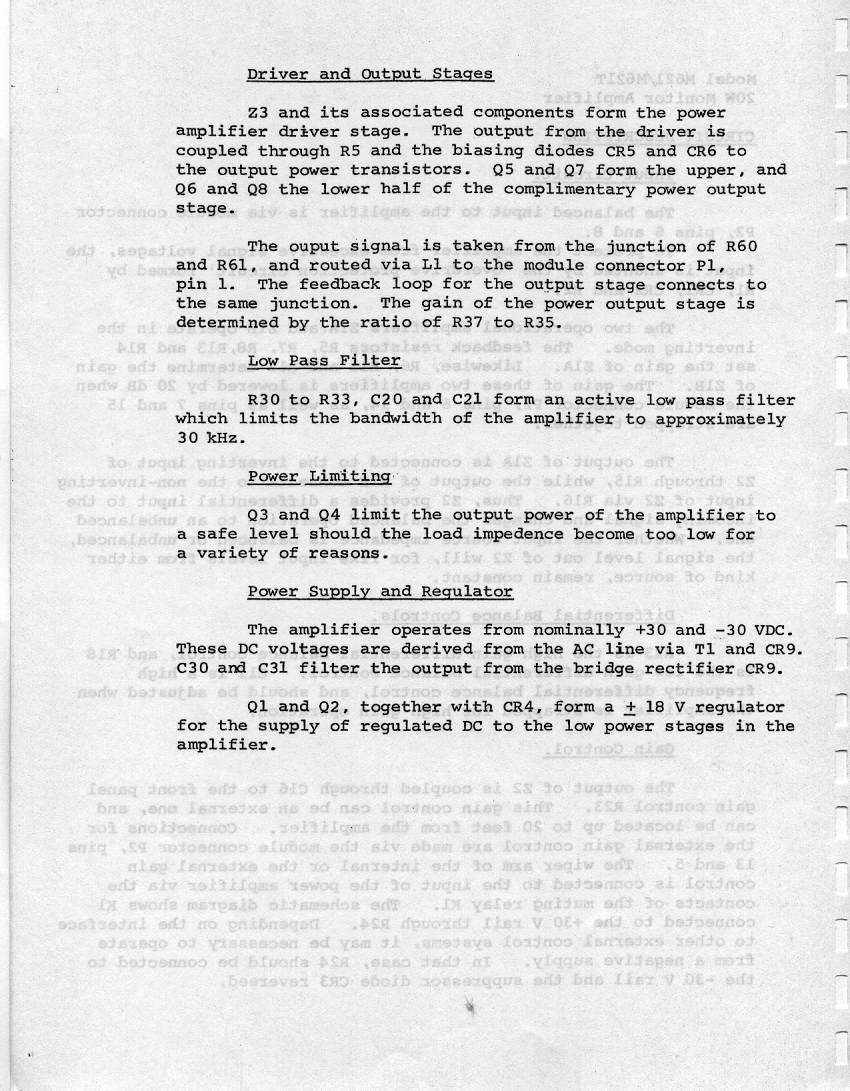 Driver and Output Stages
Z3 and its associated components form the power
amplifier driver stage. The output from the driver is
coupled through R5 and the biasing diodes CR5 and CR6 to
the output power transistors. Q5 and Q7 form the upper, and
Q6 and Q8 the lower half of the complimentary power output
stage.
The ouput signal is taken from the junction of R60
and R61, and routed via L1 to the module connector P1,
pin 1. The feedback loop for the output stage connects to
the same junction. The gain of the power output stage is
determined by the ratio of R37 to R35.
Low Pass Filter
R30 to R33, C20 and C21 form an active low pass filter
which limits the bandwidth of the amplifier to approximately
30 kHz.
Power Limiting
Q3 and Q4 limit the output power of the amplifier to
a safe level should the load impedence become too low for
a variety of reasons.
Power Supply and Regulator
The amplifier operates from nominally +30 and -30 VDC.
These DC voltages are derived from the AC line via T1 and CR9.
C30 and C31 filter the output from the bridge rectifier CR9.
Q1 and Q2, together with CR4, form a ± 18 V regulator
for the supply of regulated DC to the low power stages in the
amplifier.